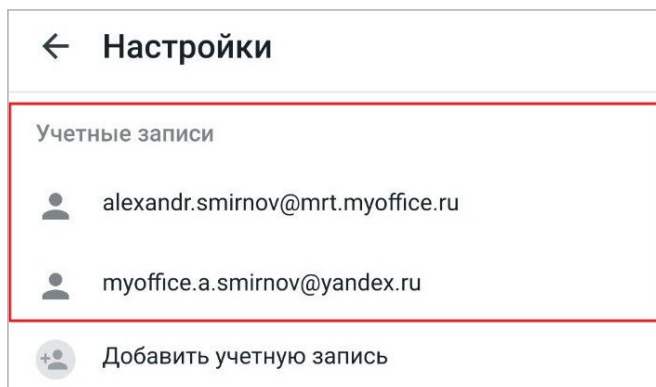 Настройки
Учетные записи
alexandr.smirnov@mrt.myoffice.ru
myoffice.a.smirnov@yandex.ru
Добавить учетную запись